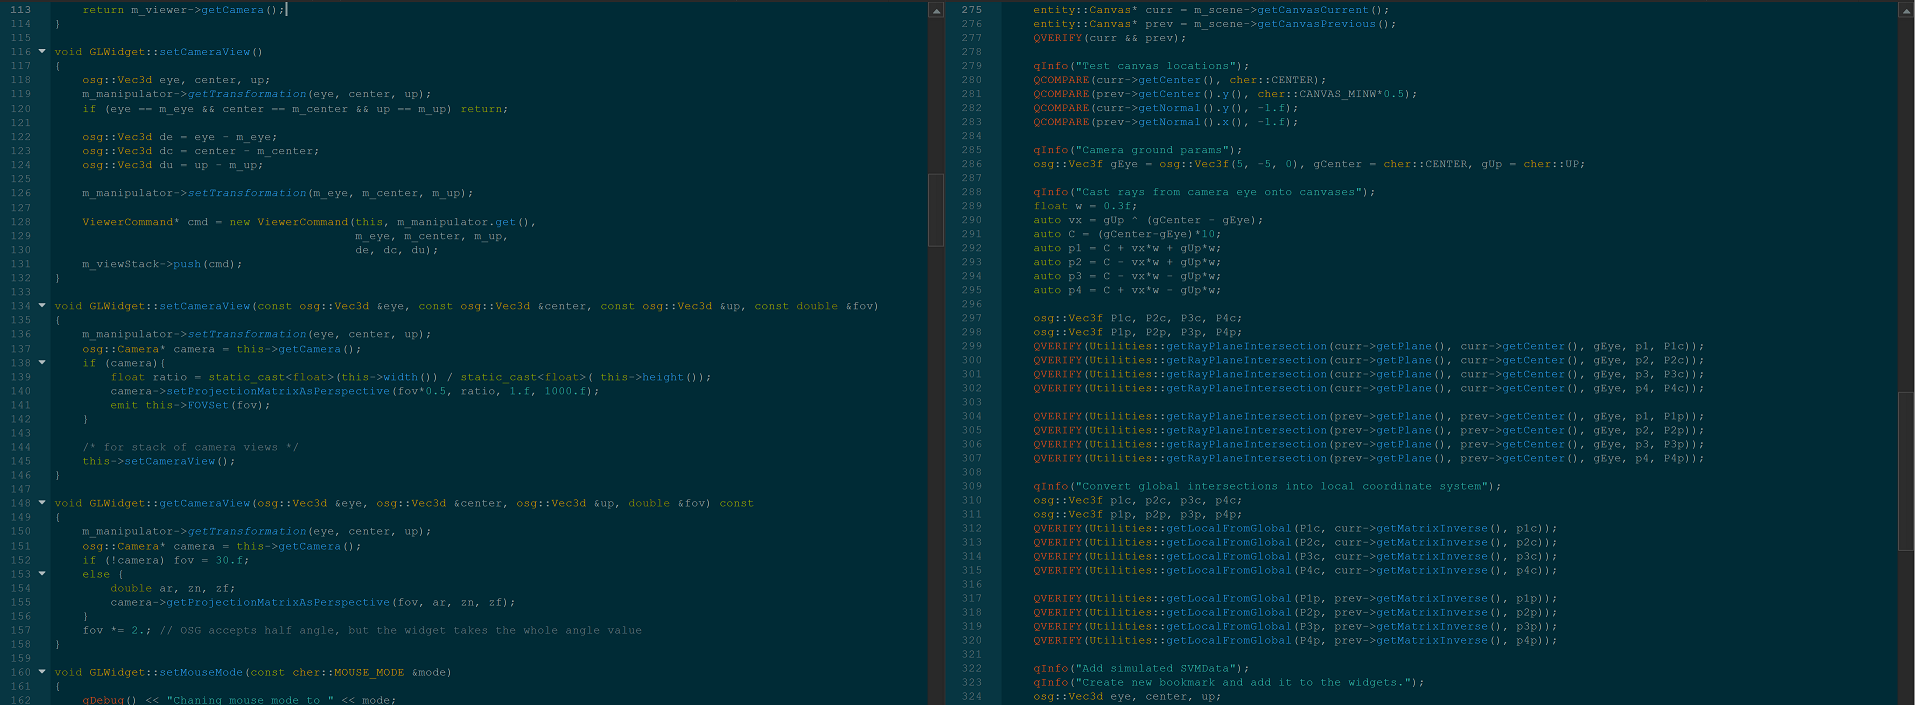 113 return m_viewer->getCamera();
114 }
115
116 void GLWidget::setCameraView()
117 {
118 osg::Vec3d eye, center, up;
119 m_manipulator->getTransformation(eye, center, up);
120 if (eye == m_eye && center == m_center && up == m_up) return;
121
122 osg::Vec3d de = eye - m_eye;
123 osg::Vec3d dc = center - m_center;
124 osg::Vec3d du = up - m_up;
125
126 m_manipulator->setTransformation(m_eye, m_center, m_up);
127
128 ViewerCommand* cmd = new ViewerCommand(this, m_manipulator.get(),
129 m_eye, m_center, m_up,
130 de, dc, du);
131 m_viewStack->push(cmd);
132 }
133
134 void GLWidget::setCameraView(const osg::Vec3d &eye, const osg::Vec3d &center, const osg::Vec3d &up, const double &fov)
135 {
136 m_manipulator->setTransformation(eye, center, up);
137 osg::Camera* camera = this->getCamera();
138 if (camera){
139 float ratio = static_cast<float>(this->width()) / static_cast<float>( this->height());
140 camera->setProjectionMatrixAsPerspective(fov*0.5, ratio, 1.f, 1000.f);
141 emit this->FOVSet(fov);
142 }
143
144 /* for stack of camera views */
145 this->setCameraView();
146 }
147
148 void GLWidget::getCameraView(osg::Vec3d &eye, osg::Vec3d &center, osg::Vec3d &up, double &fov) const
149 {
150 m_manipulator->getTransformation(eye, center, up);
151 osg::Camera* camera = this->getCamera();
152 if (!camera) fov = 30.f;
153 else {
154 double ar, zn, zf;
155 camera->getProjectionMatrixAsPerspective(fov, ar, zn, zf);
156 }
157 fov *= 2.; // OSG accepts half angle, but the widget takes the whole angle value
158 }
159
160 void GLWidget::setMouseMode(const cher::MOUSE_MODE &mode)
161 {
162 qDebug() << "Chaning mouse mode to " << mode;
275 entity::Canvas* curr = m_scene->getCanvasCurrent();
276 entity::Canvas* prev = m_scene->getCanvasPrevious();
277 QVERIFY(curr && prev);
278
279 qInfo("Test canvas locations");
280 QCOMPARE(curr->getCenter(), cher::CENTER);
281 QCOMPARE(prev->getCenter().y(), cher::CANVAS_MINW*0.5);
282 QCOMPARE(curr->getNormal().y(), -1.f);
283 QCOMPARE(prev->getNormal().x(), -1.f);
284
285 qInfo("Camera ground params");
286 osg::Vec3f gEye = osg::Vec3f(5, -5, 0), gCenter = cher::CENTER, gUp = cher::UP;
287
288 qInfo("Cast rays from camera eye onto canvases");
289 float w = 0.3f;
290 auto vx = gUp ^ (gCenter - gEye);
291 auto C = (gCenter-gEye)*10;
292 auto p1 = C + vx*w + gUp*w;
293 auto p2 = C - vx*w + gUp*w;
294 auto p3 = C - vx*w - gUp*w;
295 auto p4 = C + vx*w - gUp*w;
296
297 osg::Vec3f P1c, P2c, P3c, P4c;
298 osg::Vec3f P1p, P2p, P3p, P4p;
299 QVERIFY(Utilities::getRayPlaneIntersection(curr->getPlane(), curr->getCenter(), gEye, p1, P1c));
300 QVERIFY(Utilities::getRayPlaneIntersection(curr->getPlane(), curr->getCenter(), gEye, p2, P2c));
301 QVERIFY(Utilities::getRayPlaneIntersection(curr->getPlane(), curr->getCenter(), gEye, p3, P3c));
302 QVERIFY(Utilities::getRayPlaneIntersection(curr->getPlane(), curr->getCenter(), gEye, p4, P4c));
303
304 QVERIFY(Utilities::getRayPlaneIntersection(prev->getPlane(), prev->getCenter(), gEye, p1, P1p));
305 QVERIFY(Utilities::getRayPlaneIntersection(prev->getPlane(), prev->getCenter(), gEye, p2, P2p));
306 QVERIFY(Utilities::getRayPlaneIntersection(prev->getPlane(), prev->getCenter(), gEye, p3, P3p));
307 QVERIFY(Utilities::getRayPlaneIntersection(prev->getPlane(), prev->getCenter(), gEye, p4, P4p));
308
309 qInfo("Convert global intersections into local coordinate system");
310 osg::Vec3f p1c, p2c, p3c, p4c;
311 osg::Vec3f p1p, p2p, p3p, p4p;
312 QVERIFY(Utilities::getLocalFromGlobal(P1c, curr->getMatrixInverse(), p1c));
313 QVERIFY(Utilities::getLocalFromGlobal(P2c, curr->getMatrixInverse(), p2c));
314 QVERIFY(Utilities::getLocalFromGlobal(P3c, curr->getMatrixInverse(), p3c));
315 QVERIFY(Utilities::getLocalFromGlobal(P4c, curr->getMatrixInverse(), p4c));
316
317 QVERIFY(Utilities::getLocalFromGlobal(P1p, prev->getMatrixInverse(), p1p));
318 QVERIFY(Utilities::getLocalFromGlobal(P2p, prev->getMatrixInverse(), p2p));
319 QVERIFY(Utilities::getLocalFromGlobal(P3p, prev->getMatrixInverse(), p3p));
320 QVERIFY(Utilities::getLocalFromGlobal(P4p, prev->getMatrixInverse(), p4p));
321
322 qInfo("Add simulated SVMData");
323 qInfo("Create new bookmark and add it to the widgets.");
324 osg::Vec3d eye, center, up;